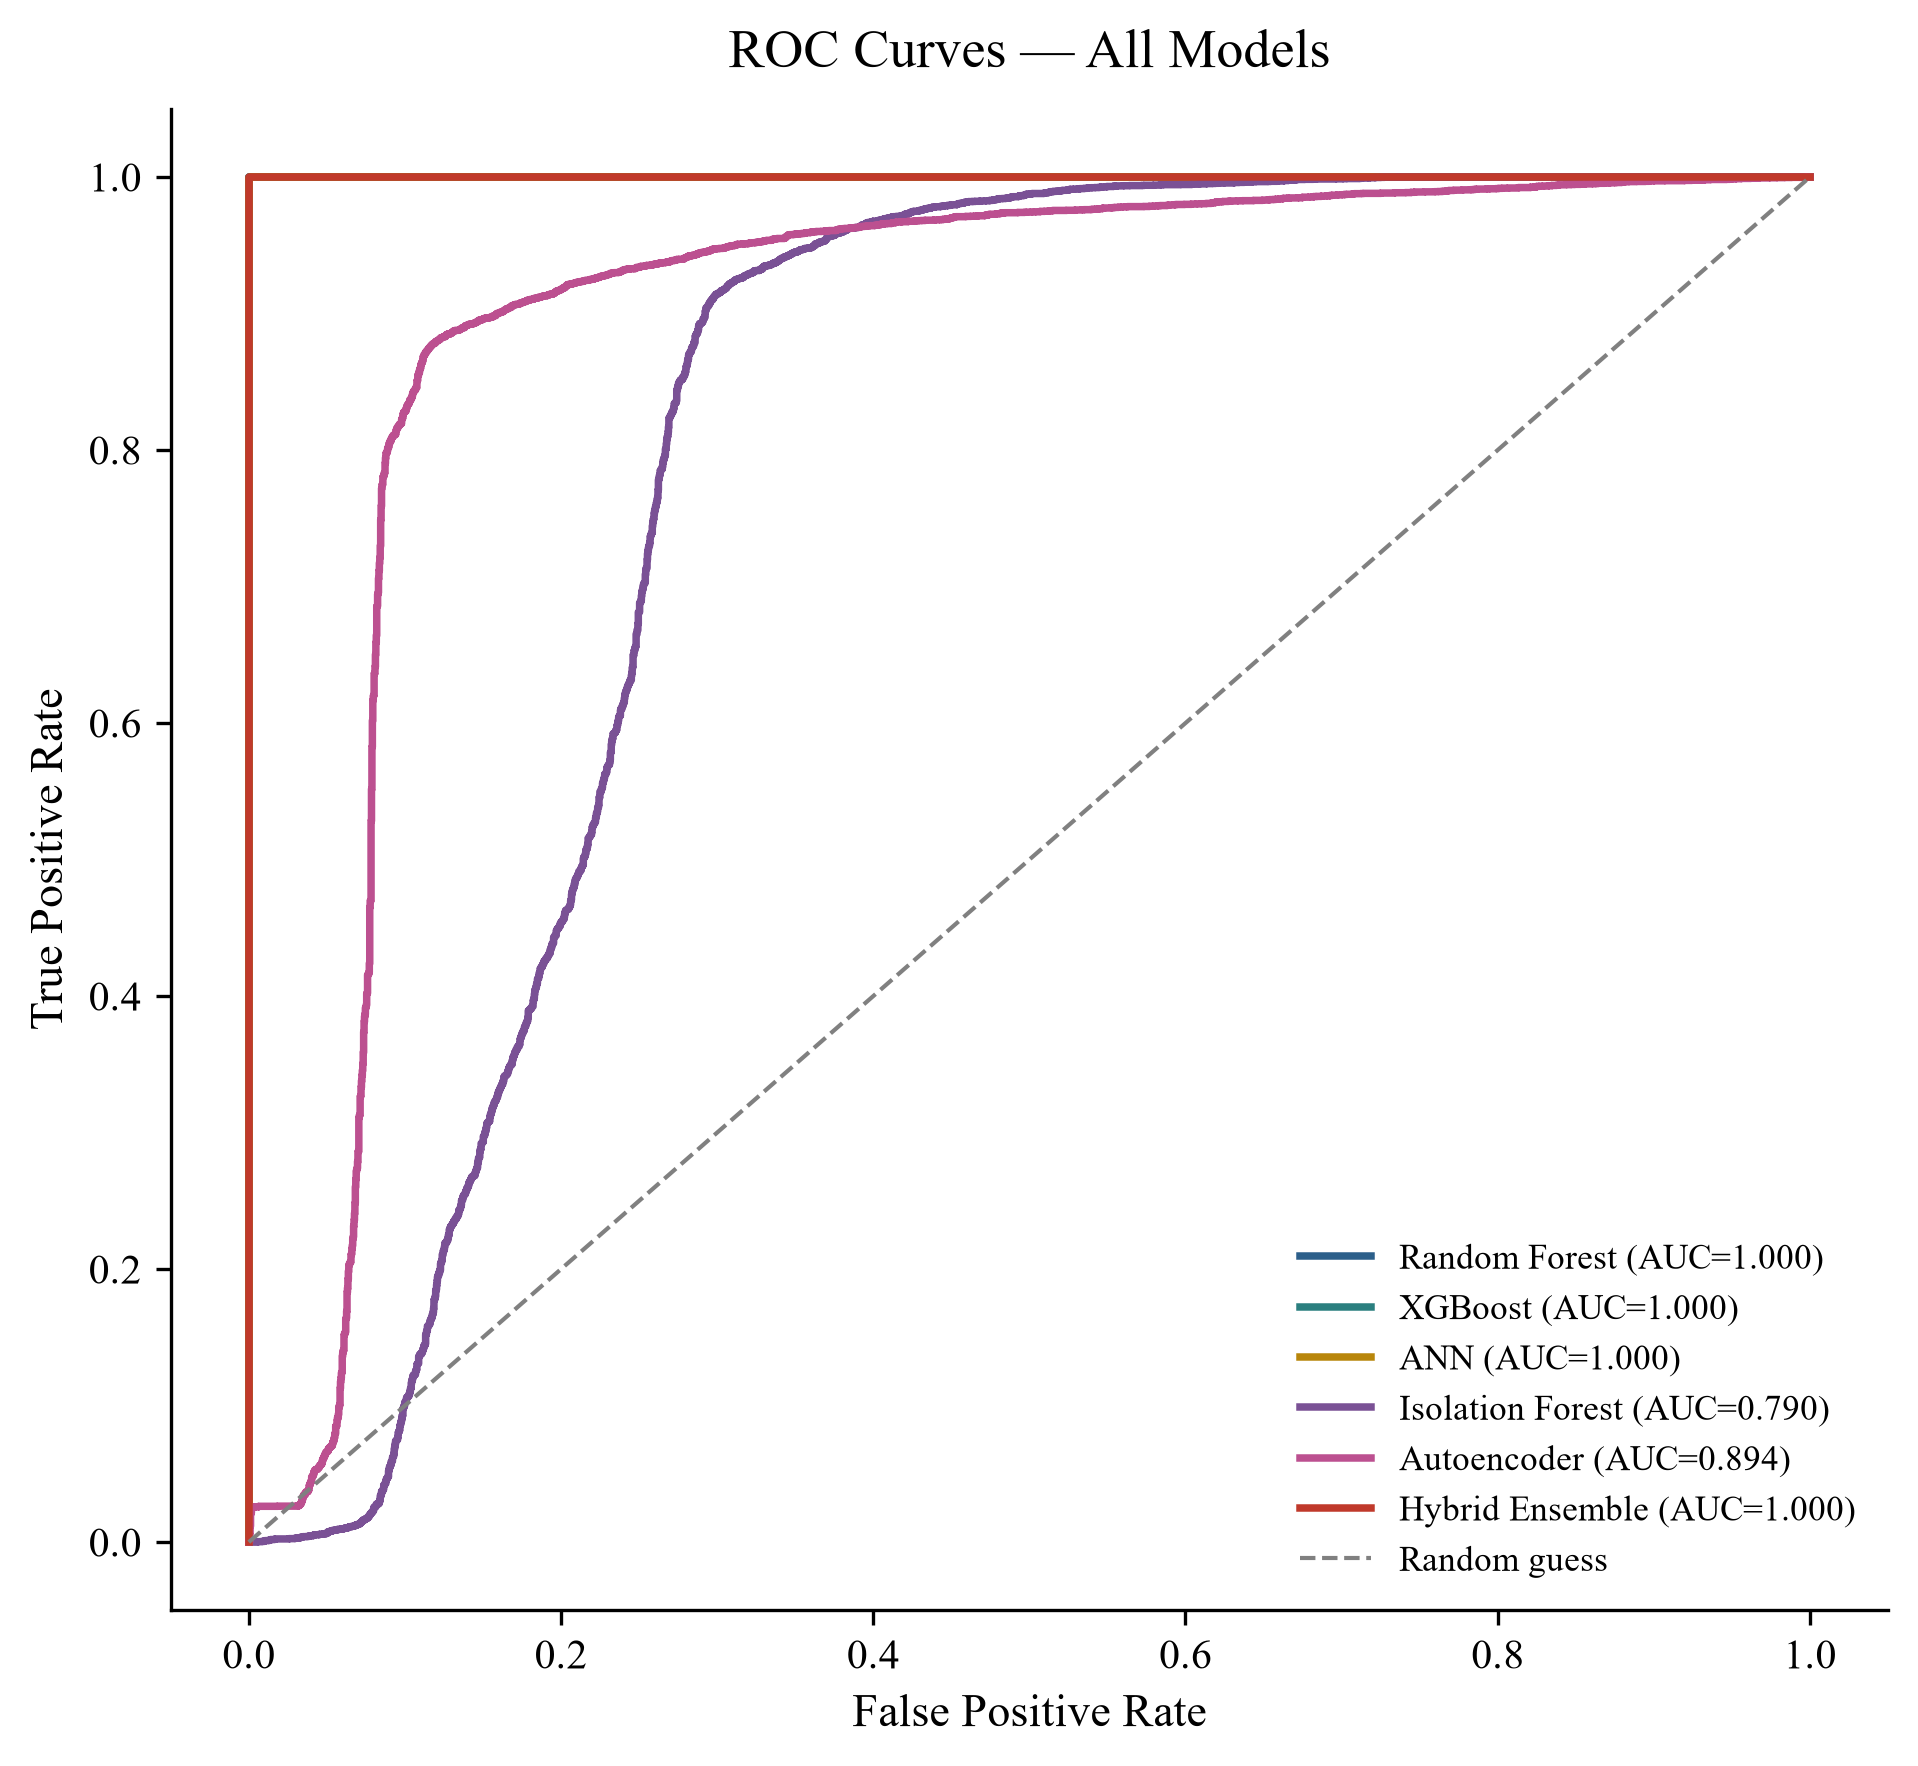 ROC Curves — All Models
True Positive Rate
1.0
0.8
0.6
0.4
0.2
0.0
0.0 0.2 0.4 0.6 0.8 1.0
False Positive Rate
Random Forest (AUC=1.000)
XGBoost (AUC=1.000)
ANN (AUC=1.000)
Isolation Forest (AUC=0.790)
Autoencoder (AUC=0.894)
Hybrid Ensemble (AUC=1.000)
Random guess